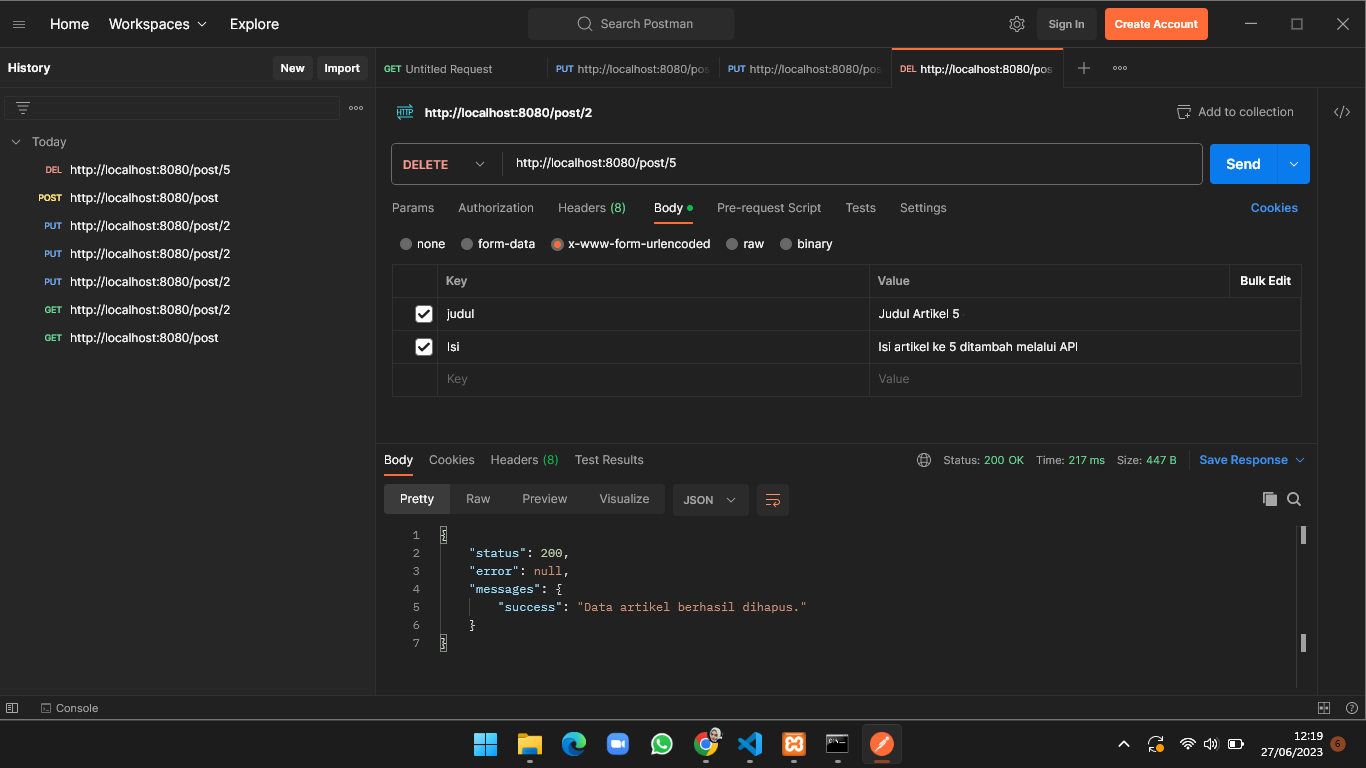 Home Workspaces Explore Search Postman Sign In Create Account
History New Import
GET Untitled Request PUT http://localhost:8080/pos PUT http://localhost:8080/pos DEL http://localhost:8080/pos
HTTP http://localhost:8080/post/2 Add to collection
Today
DEL http://localhost:8080/post/5
POST http://localhost:8080/post
PUT http://localhost:8080/post/2
PUT http://localhost:8080/post/2
PUT http://localhost:8080/post/2
GET http://localhost:8080/post/2
GET http://localhost:8080/post
DELETE http://localhost:8080/post/5 Send
Params Authorization Headers (8) Body Pre-request Script Tests Settings Cookies
none form-data x-www-form-urlencoded raw binary
Key Value Bulk Edit
judul Judul Artikel 5
Isi Isi artikel ke 5 ditambah melalui API
Key Value
Body Cookies Headers (8) Test Results Status: 200 OK Time: 217 ms Size: 447 B Save Response
Pretty Raw Preview Visualize JSON
1 {
2 "status": 200,
3 "error": null,
4 "messages": {
5 "success": "Data artikel berhasil dihapus."
6 }
7 }
Console
12:19
27/06/2023 6